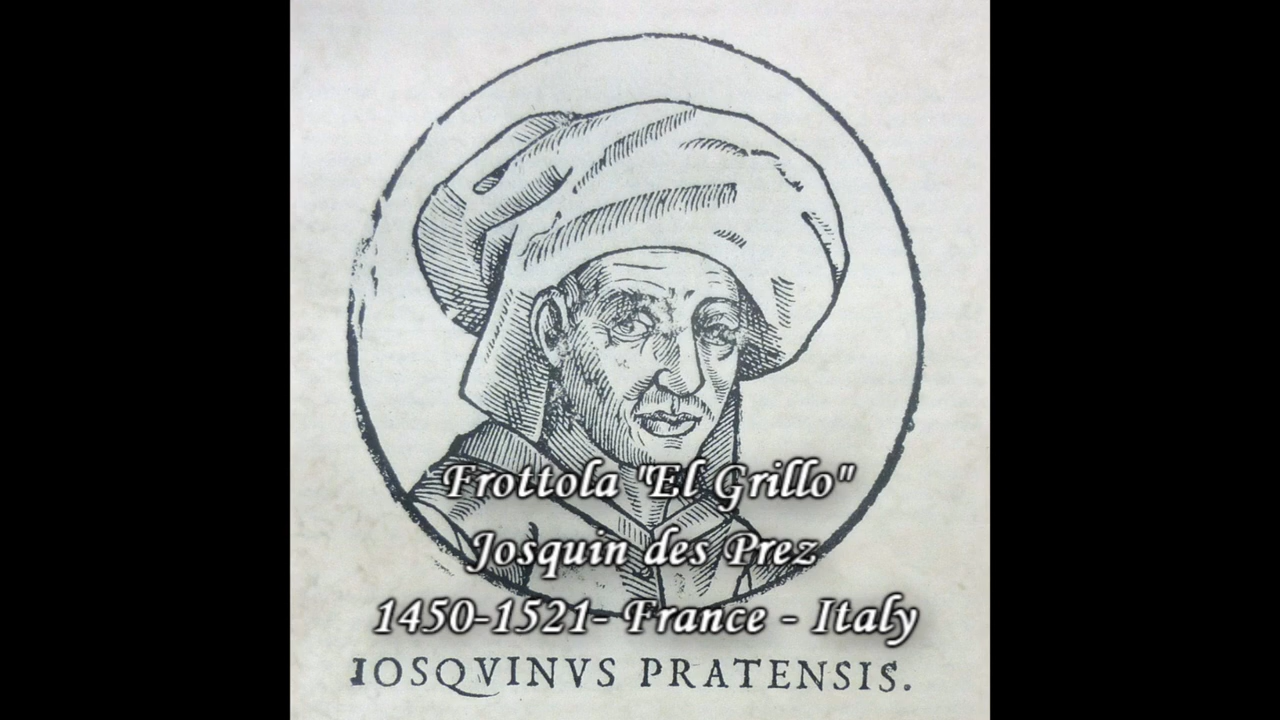 Frottola "El Grillo"
Josquin des Prez
1450-1521- France - Italy
IOSQVINVS PRATENSIS.